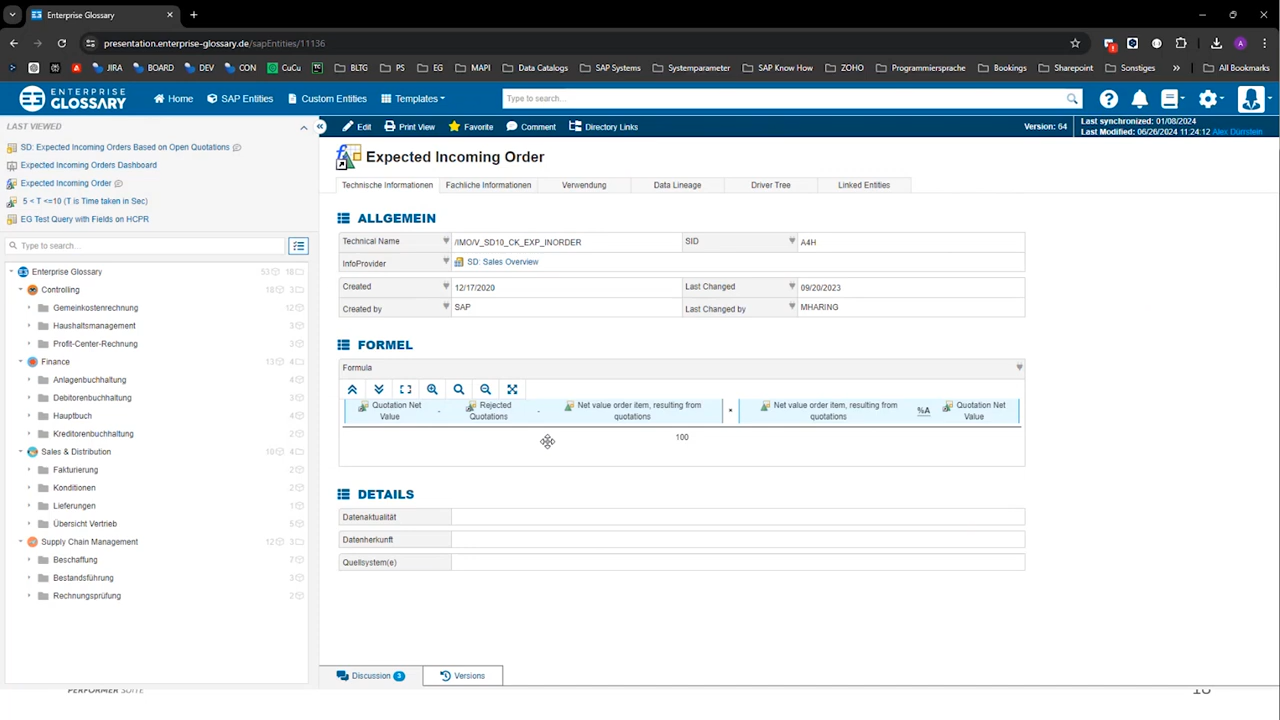 Enterprise Glossary
presentation.enterprise-glossary.de/sapEntities/11136
A
JIRA BOARD DEV CON CuCu TC BLTG PS EG MAPI Data Catalogs SAP Systems Systemparameter SAP Know How ZOHO Programmiersprache Bookings Sharepoint Sonstiges All Bookmarks
ENTERPRISE
GLOSSARY
Home SAP Entities Custom Entities Templates
Type to search...
LAST VIEWED
Edit Print View Favorite Comment Directory Links
Version: 64
Last synchronized: 01/08/2024
Last Modified: 06/26/2024 11:24:12 Alex Dürrstein
SD: Expected Incoming Orders Based on Open Quotations
Expected Incoming Orders Dashboard
Expected Incoming Order
5 < T <=10 (T is Time taken in Sec)
EG Test Query with Fields on HCPR
Type to search...
Enterprise Glossary 53 18
Controlling 18 3
Gemeinkostenrechnung 12
Haushaltsmanagement 3
Profit-Center-Rechnung 3
Finance 13 4
Anlagenbuchhaltung 4
Debitorenbuchhaltung 3
Hauptbuch 4
Kreditorenbuchhaltung 2
Sales & Distribution 10 4
Fakturierung 2
Konditionen 2
Lieferungen 1
Übersicht Vertrieb 5
Supply Chain Management 12 3
Beschaffung 7
Bestandsführung 3
Rechnungsprüfung 2
Expected Incoming Order
Technische Informationen Fachliche Informationen Verwendung Data Lineage Driver Tree Linked Entities
ALLGEMEIN
Technical Name /IMO/V_SD10_CK_EXP_INORDER SID A4H
InfoProvider SD: Sales Overview
Created 12/17/2020 Last Changed 09/20/2023
Created by SAP Last Changed by MHARING
FORMEL
Formula
Quotation Net Value - Rejected Quotations - Net value order item, resulting from quotations * Net value order item, resulting from quotations %A Quotation Net Value
100
DETAILS
Datenaktualität
Datenherkunft
Quellsystem(e)
Discussion 3 Versions
PERFORMER SUITE